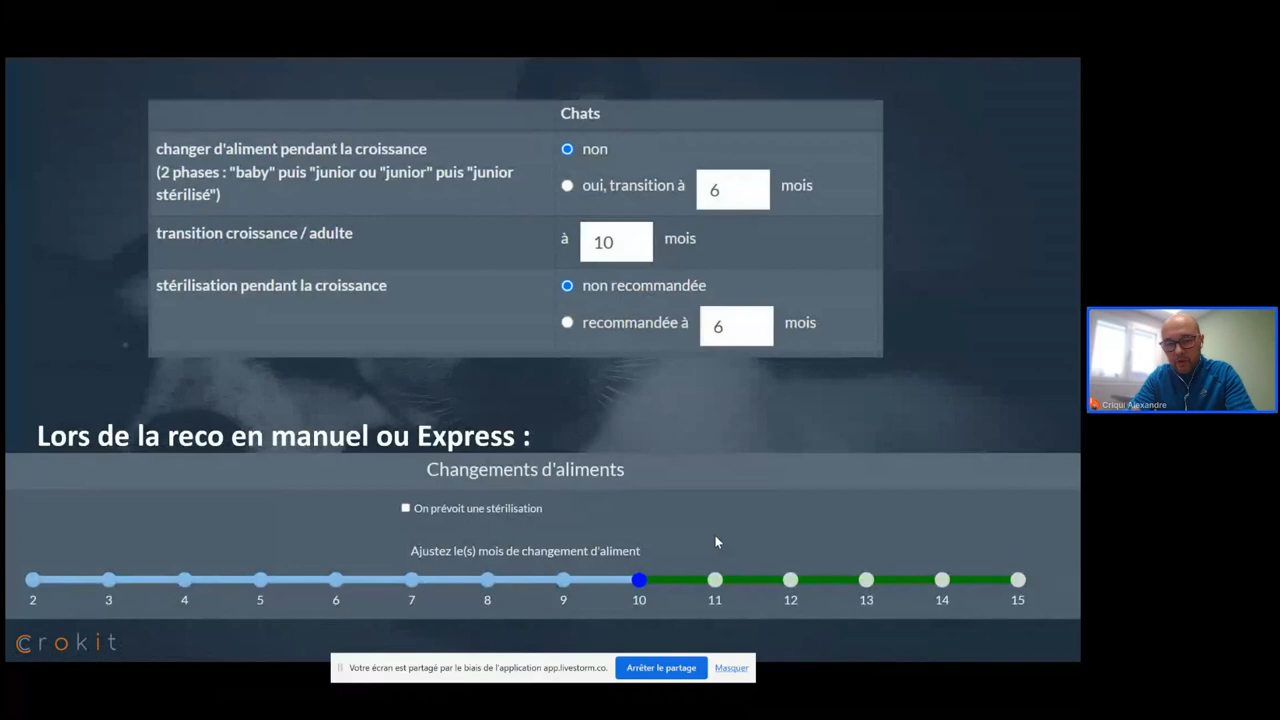 Chats
changer d'aliment pendant la croissance
(2 phases : "baby" puis "junior ou "junior" puis "junior
stérilisé")
non
oui, transition à 6 mois
transition croissance / adulte
à 10 mois
stérilisation pendant la croissance
non recommandée
recommandée à 6 mois
Lors de la reco en manuel ou Express :
Changements d'aliments
On prévoit une stérilisation
Ajustez le(s) mois de changement d'aliment
2 3 4 5 6 7 8 9 10 11 12 13 14 15
crokit
Votre écran est partagé par le biais de l'application app.livestorm.co.
Arrêter le partage
Masquer
Criqui Alexandre